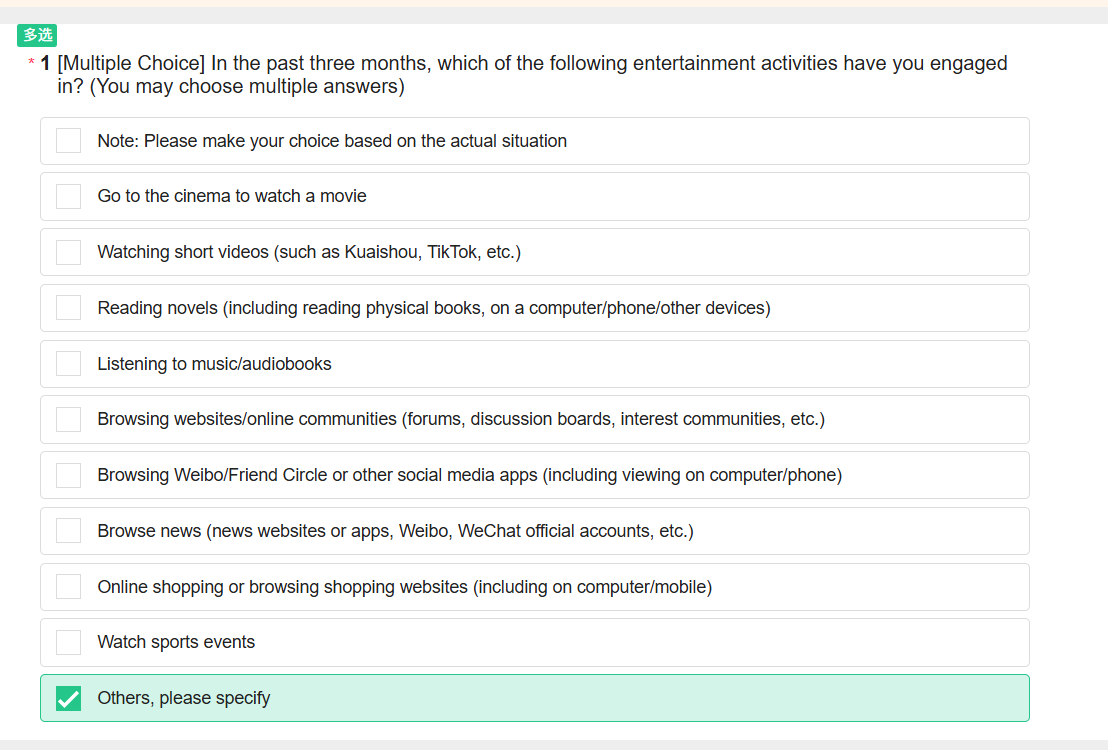 多选
* 1 [Multiple Choice] In the past three months, which of the following entertainment activities have you engaged
in? (You may choose multiple answers)
Note: Please make your choice based on the actual situation
Go to the cinema to watch a movie
Watching short videos (such as Kuaishou, TikTok, etc.)
Reading novels (including reading physical books, on a computer/phone/other devices)
Listening to music/audiobooks
Browsing websites/online communities (forums, discussion boards, interest communities, etc.)
Browsing Weibo/Friend Circle or other social media apps (including viewing on computer/phone)
Browse news (news websites or apps, Weibo, WeChat official accounts, etc.)
Online shopping or browsing shopping websites (including on computer/mobile)
Watch sports events
Others, please specify